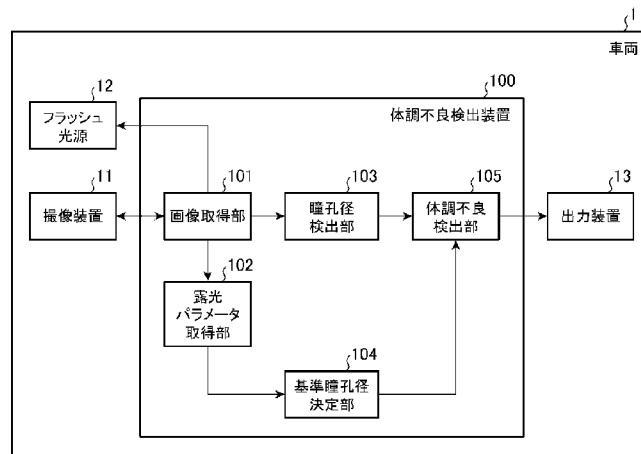 1
車両
12
フラッシュ
光源
100
体調不良検出装置
11
撮像装置
101
画像取得部
103
瞳孔径
検出部
105
体調不良
検出部
13
出力装置
102
露光
パラメータ
取得部
104
基準瞳孔径
決定部